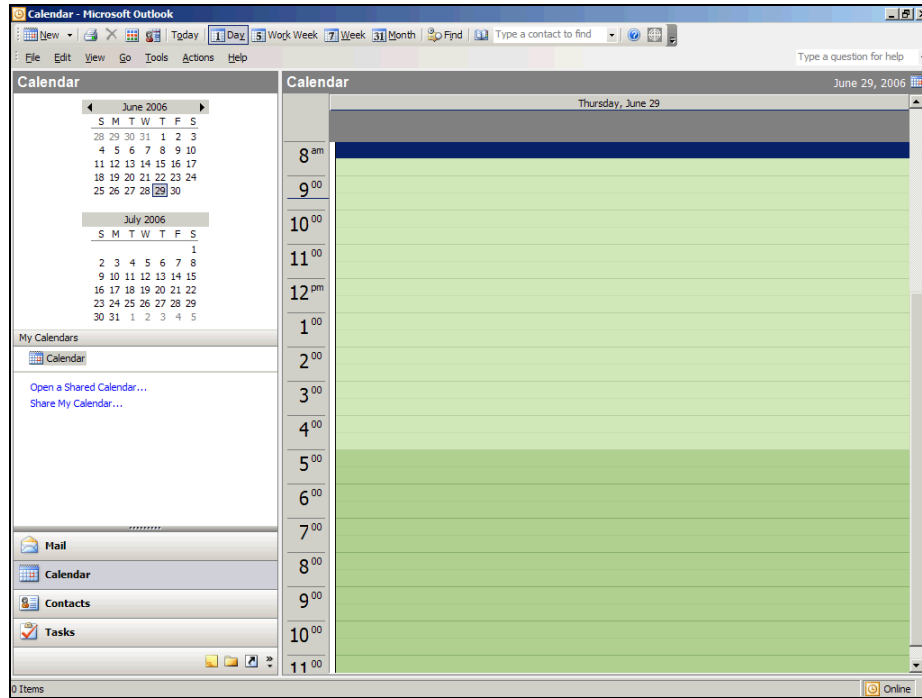 Calendar - Microsoft Outlook
New Today 1 Day 5 Work Week 7 Week 31 Month Find Type a contact to find
File Edit View Go Tools Actions Help Type a question for help
Calendar
June 2006
S M T W T F S
28 29 30 31 1 2 3
4 5 6 7 8 9 10
11 12 13 14 15 16 17
18 19 20 21 22 23 24
25 26 27 28 29 30
July 2006
S M T W T F S
1
2 3 4 5 6 7 8
9 10 11 12 13 14 15
16 17 18 19 20 21 22
23 24 25 26 27 28 29
30 31 1 2 3 4 5
My Calendars
Calendar
Open a Shared Calendar...
Share My Calendar...
Mail
Calendar
Contacts
Tasks
Calendar June 29, 2006
Thursday, June 29
8 am
9 00
10 00
11 00
12 pm
1 00
2 00
3 00
4 00
5 00
6 00
7 00
8 00
9 00
10 00
11 00
0 Items Online